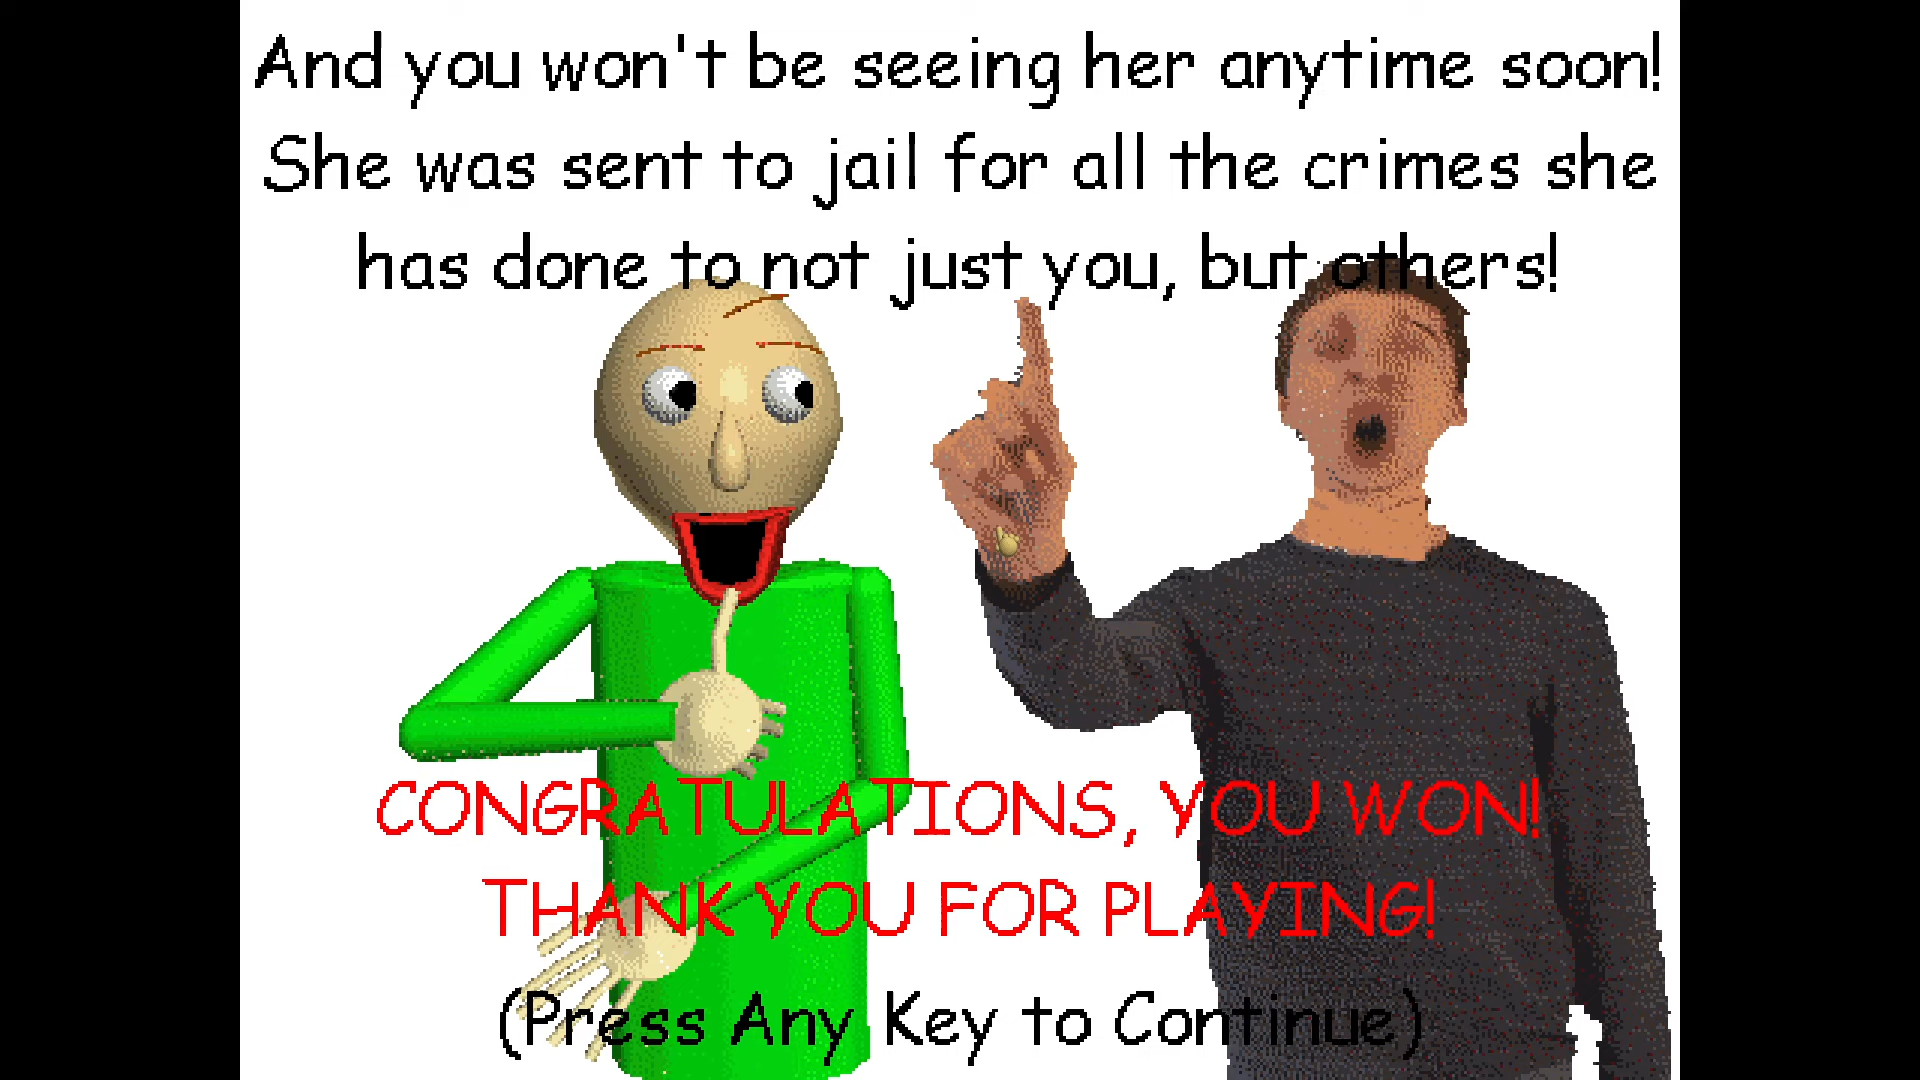 And you won't be seeing her anytime soon!
She was sent to jail for all the crimes she
has done to not just you, but others!
CONGRATULATIONS, YOU WON!
THANK YOU FOR PLAYING!
(Press Any Key to Continue)